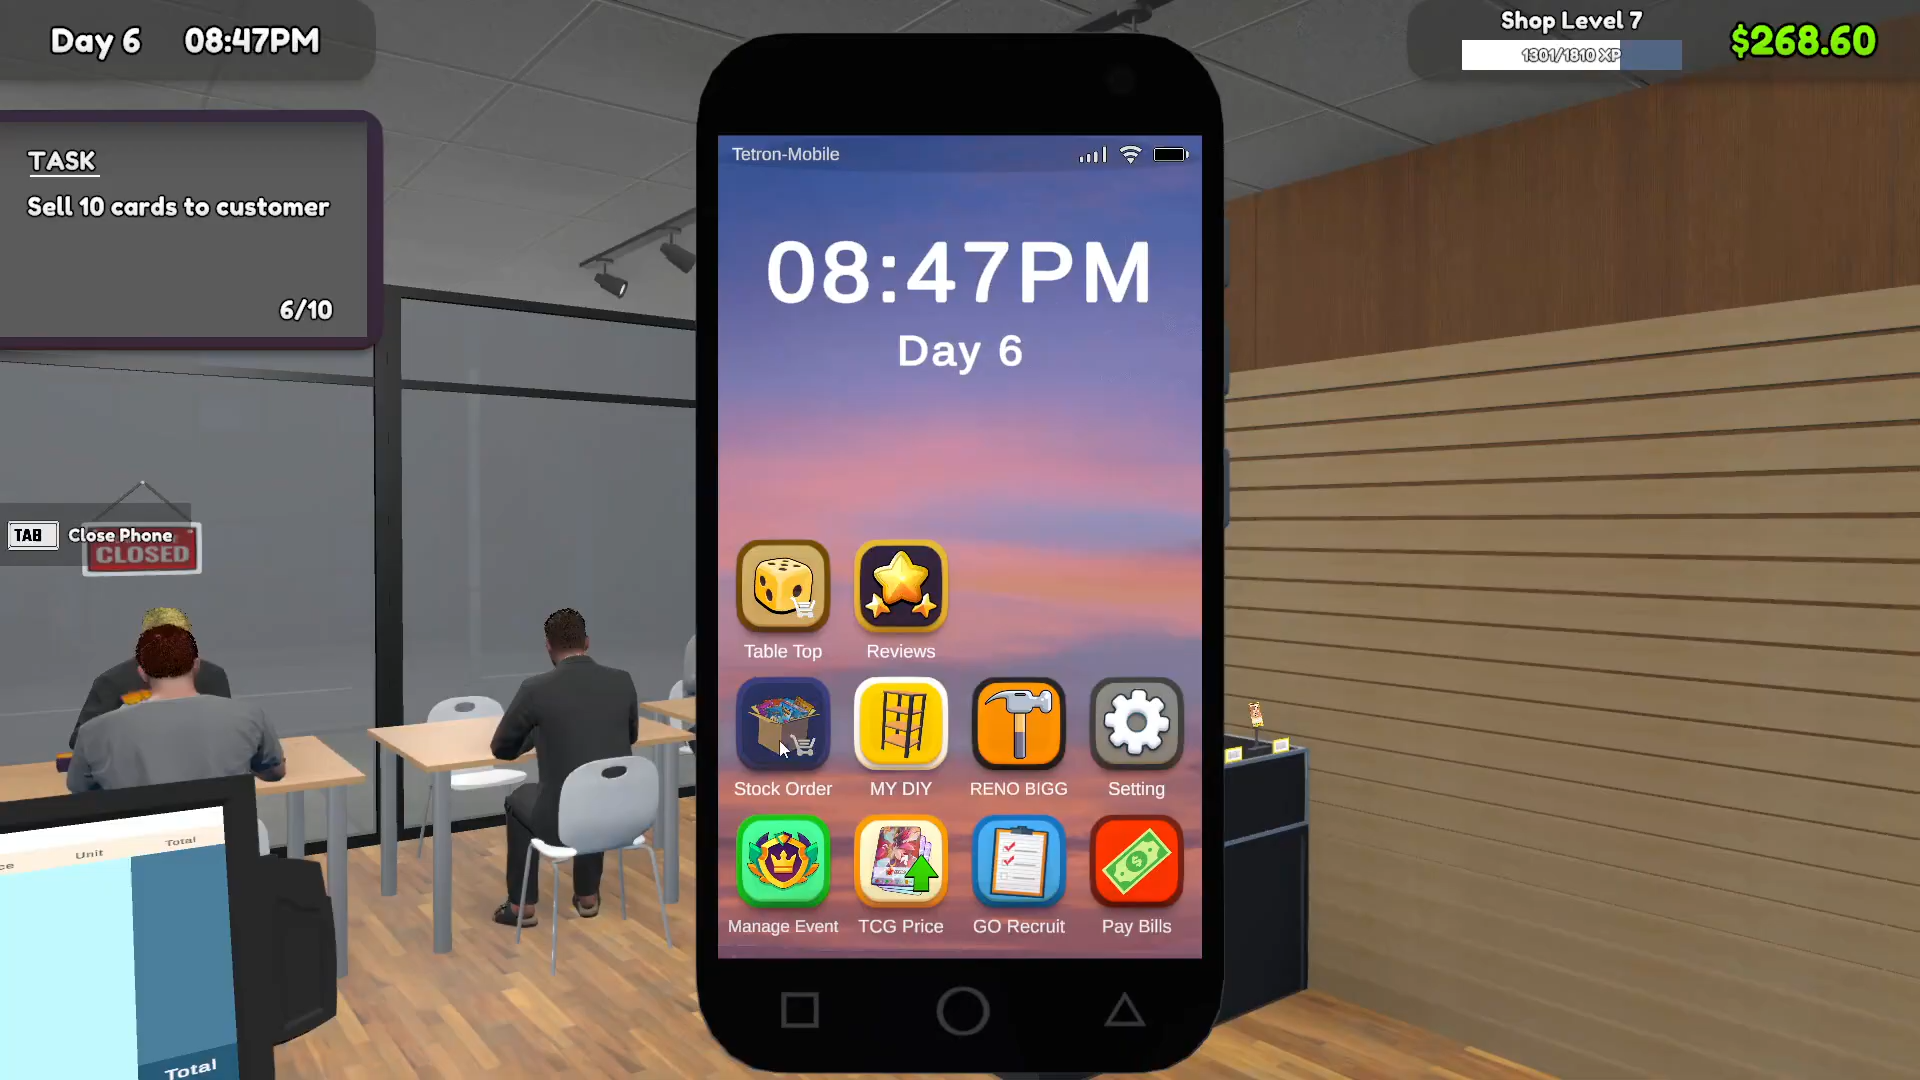 Day 6 08:47PM
Shop Level 7
1301/1810 XP
$268.60
TASK
Sell 10 cards to customer
6/10
TAB Close Phone
CLOSED
Tetron-Mobile
08:47PM
Day 6
Table Top Reviews
Stock Order MY DIY RENO BIGG Setting
Manage Event TCG Price GO Recruit Pay Bills
Unit Total
Total